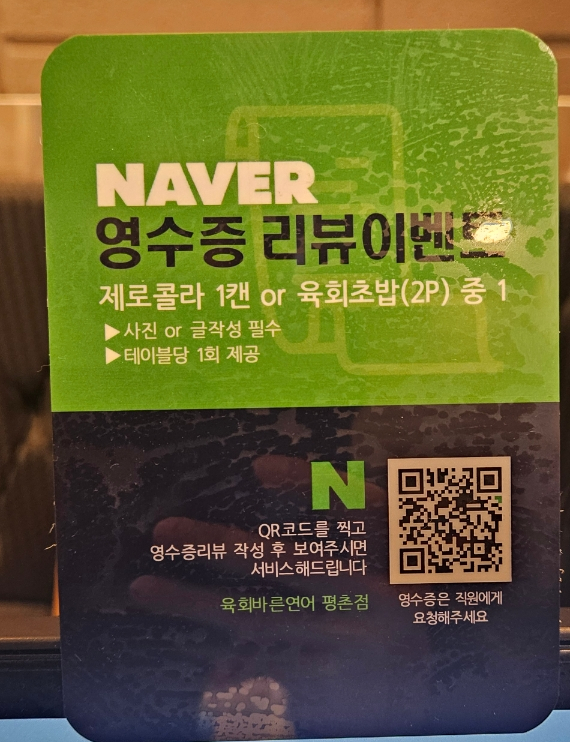 NAVER
영수증 리뷰이벤트
제로콜라 1캔 or 육회초밥(2P) 중 1
▶사진 or 글작성 필수
▶테이블당 1회 제공
N
QR코드를 찍고
영수증리뷰 작성 후 보여주시면
서비스해드립니다
육회바른연어 평촌점
영수증은 직원에게
요청해주세요